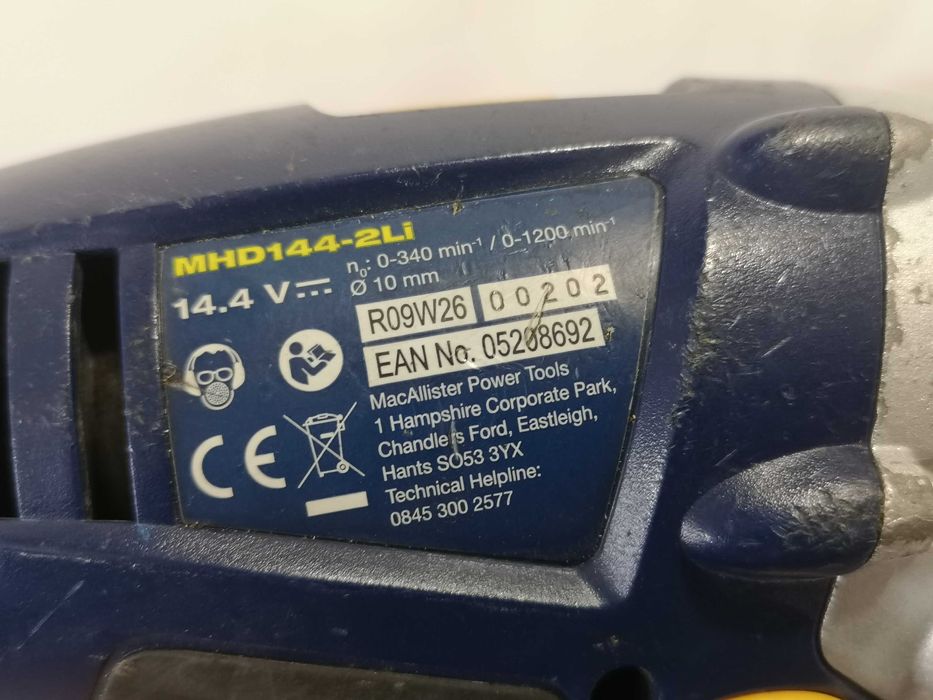 MHD144-2Li
14.4 V
n₀: 0-340 min⁻¹ / 0-1200 min⁻¹
Ø 10 mm
R09W26 00202
EAN No. 05208692
MacAllister Power Tools
1 Hampshire Corporate Park,
Chandlers Ford, Eastleigh,
Hants SO53 3YX
Technical Helpline:
0845 300 2577
CE